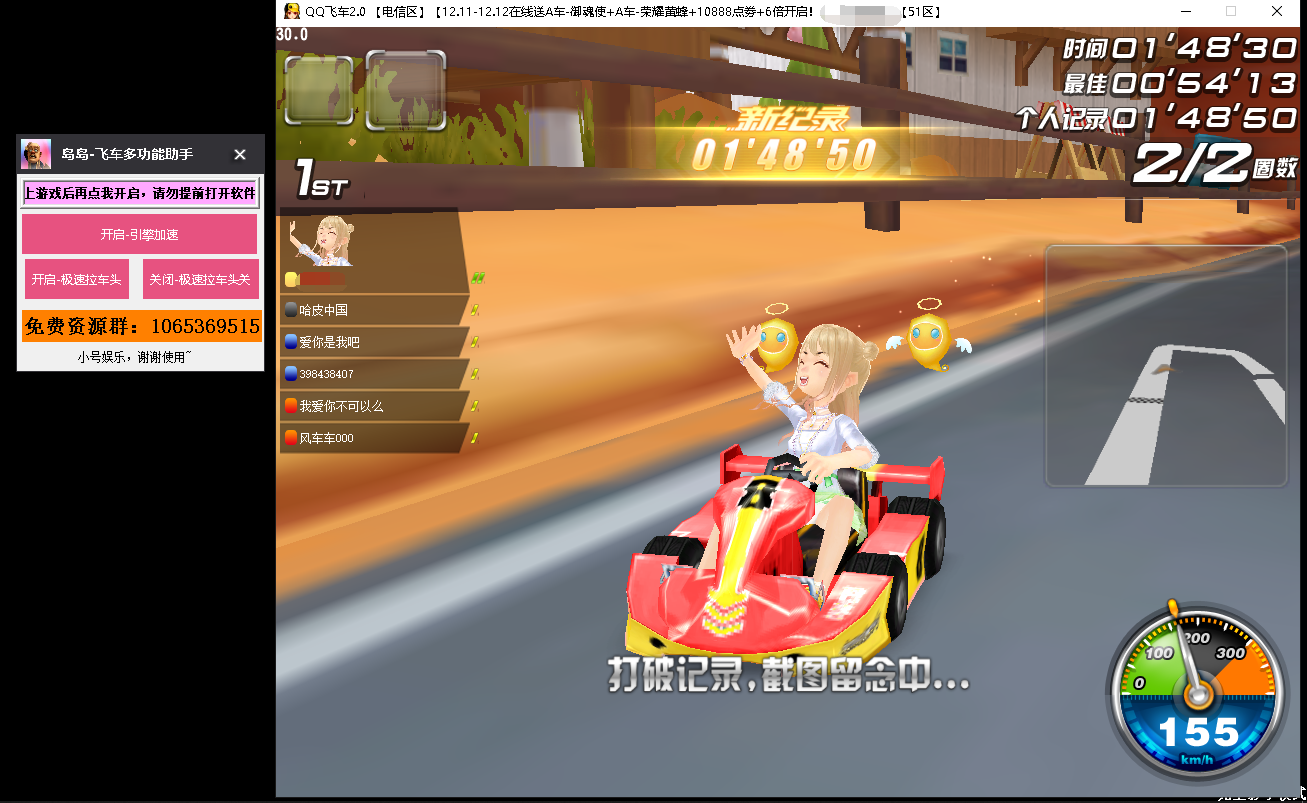 QQ飞车2.0 【电信区】【12.11-12.12在线送A车-御魂使+A车-荣耀黄蜂+10888点券+6倍开启!
【51区】
30.0
时间01'48'30
最佳00'54'13
个人记录01'48'50
2/2圈数
新纪录
01'48'50
1ST
岛岛-飞车多功能助手
上游戏后再点我开启，请勿提前打开软件
开启-引擎加速
开启-极速拉车头
关闭-极速拉车头关
免费资源群：1065369515
小号娱乐，谢谢使用~
哈皮中国
爱你是我吧
398438407
我爱你不可以么
风车车000
打破记录,截图留念中...
0
100
200
300
155
km/h